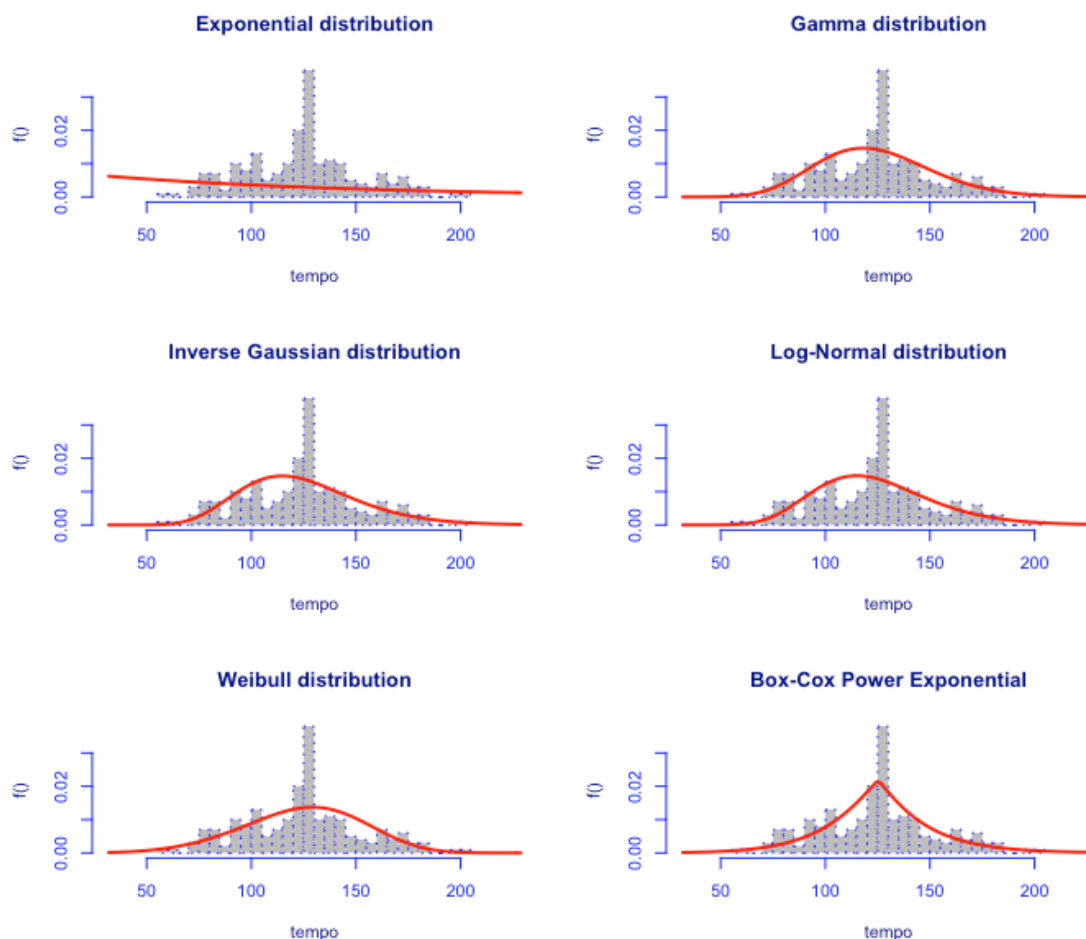 Exponential distribution
f()
0.00 0.02
50 100 150 200
tempo
Gamma distribution
f()
0.00 0.02
50 100 150 200
tempo
Inverse Gaussian distribution
f()
0.00 0.02
50 100 150 200
tempo
Log-Normal distribution
f()
0.00 0.02
50 100 150 200
tempo
Weibull distribution
f()
0.00 0.02
50 100 150 200
tempo
Box-Cox Power Exponential
f()
0.00 0.02
50 100 150 200
tempo